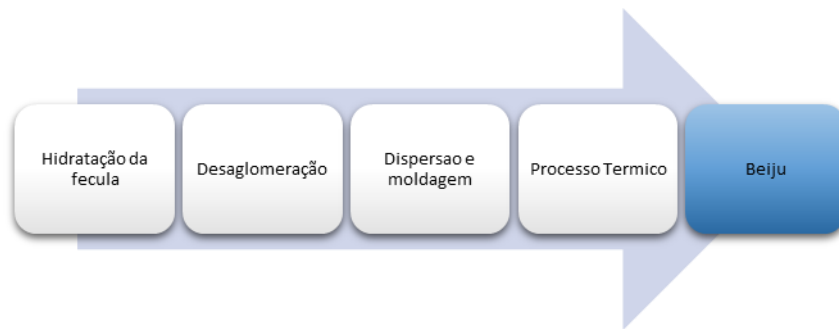 Hidratação da
fecula
Desaglomeração
Dispersao e
moldagem
Processo Termico
Beiju